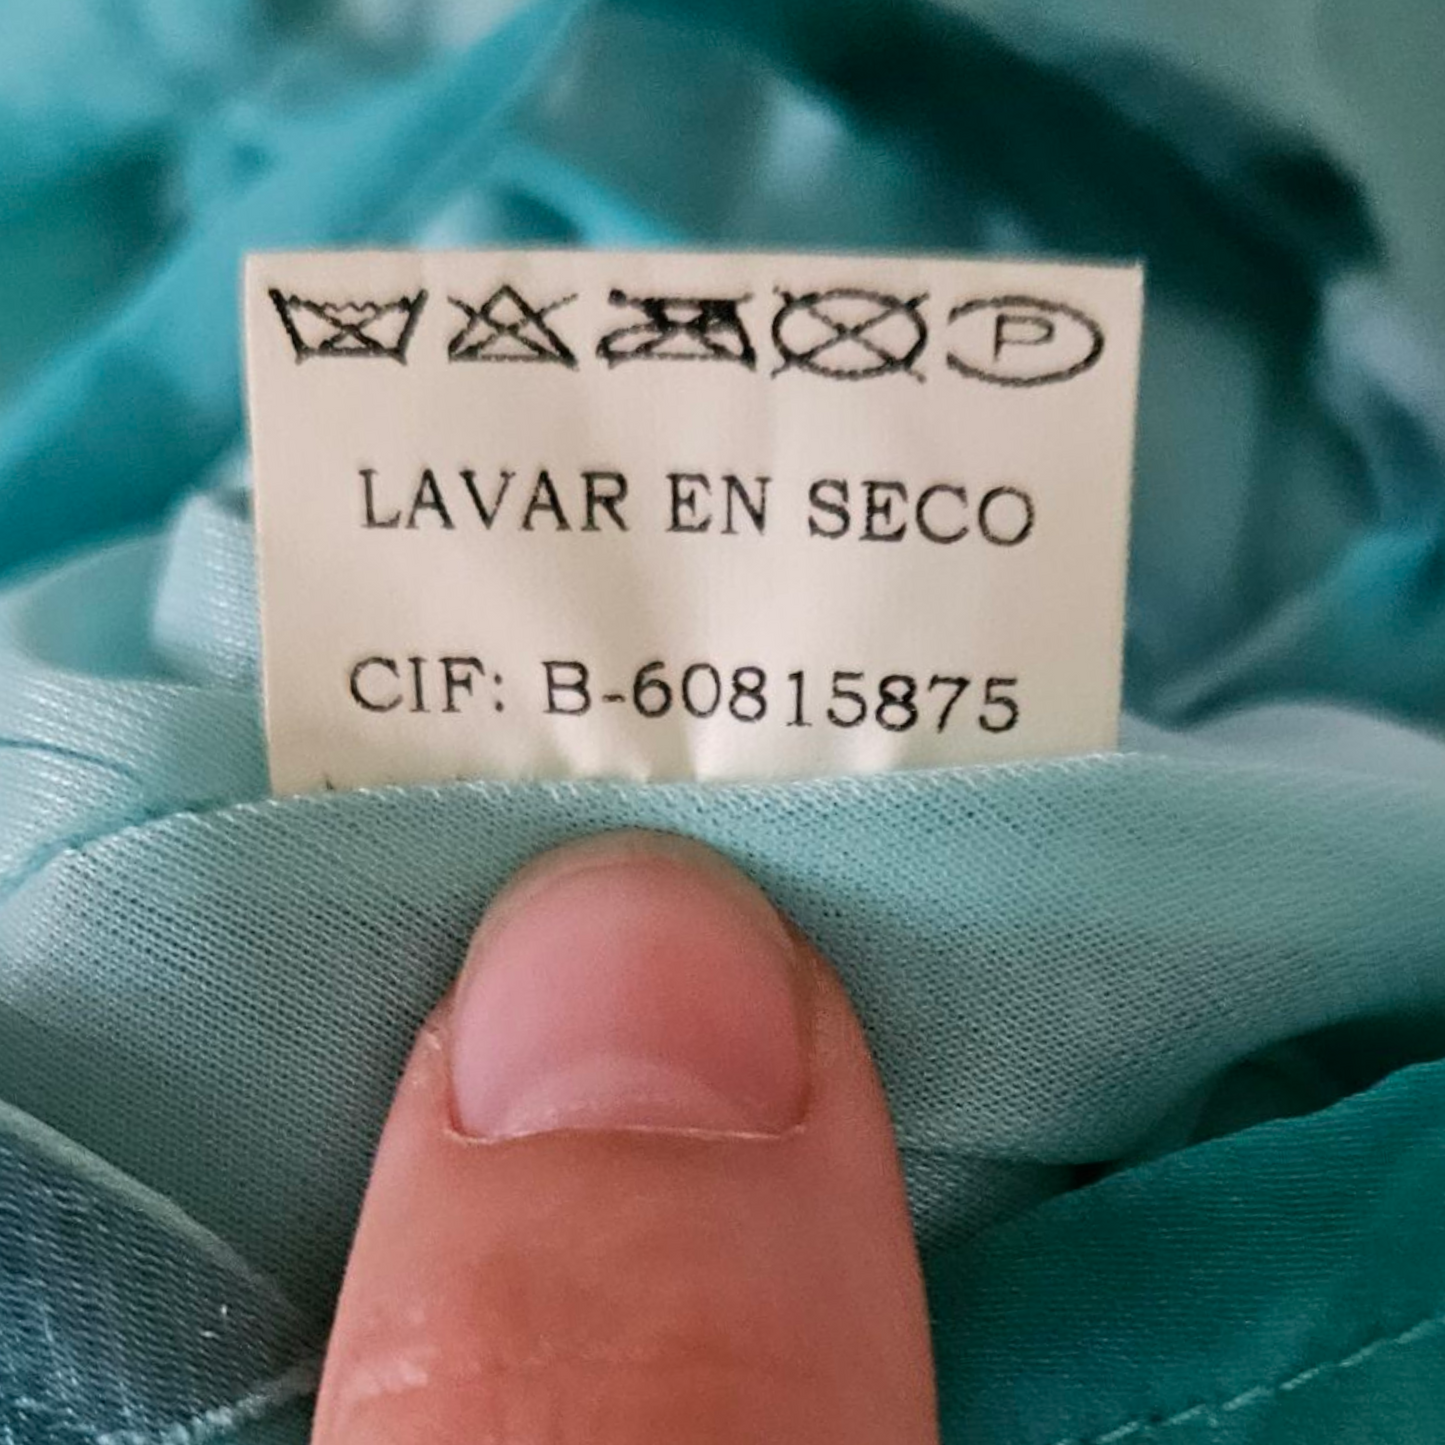 P
LAVAR EN SECO
CIF: B-60815875